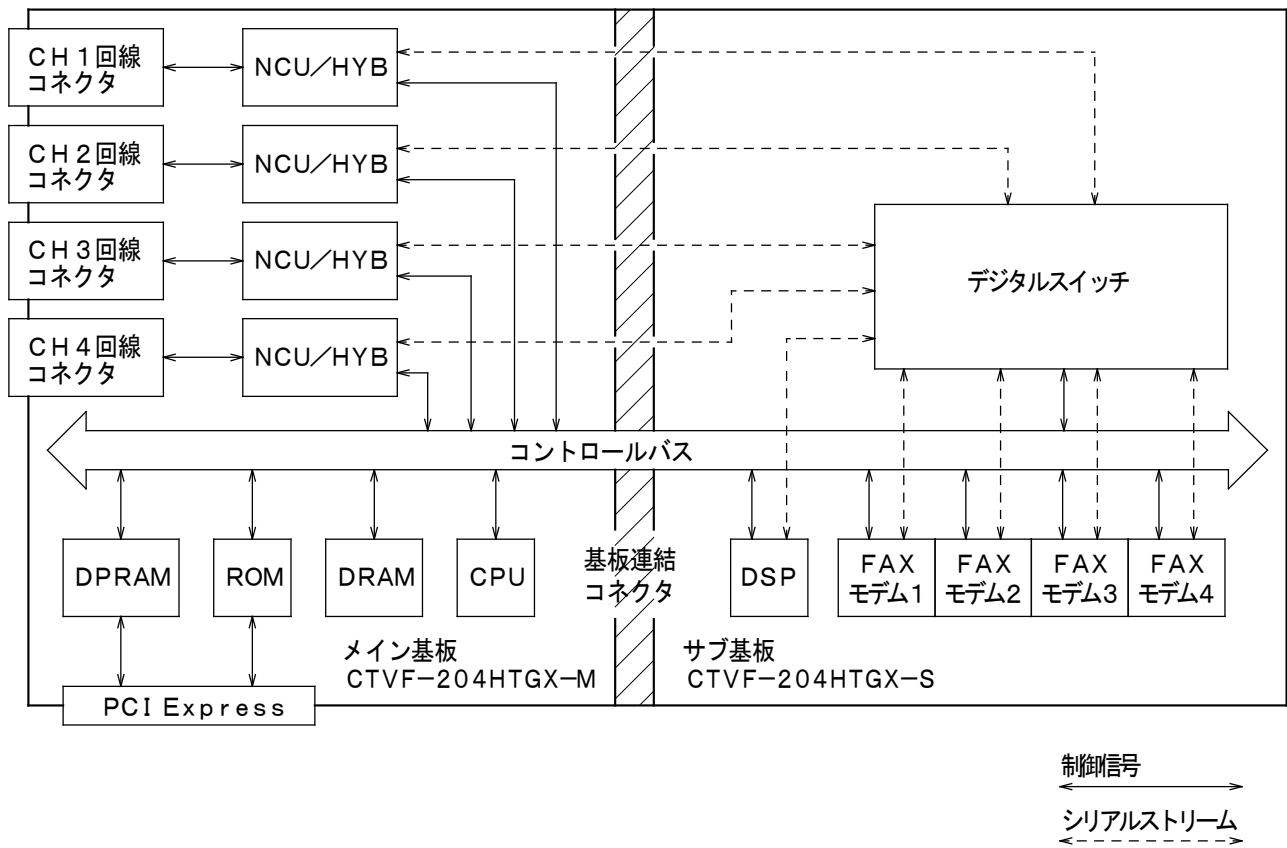 CH1回線
コネクタ
NCU／HYB
CH2回線
コネクタ
NCU／HYB
CH3回線
コネクタ
NCU／HYB
CH4回線
コネクタ
NCU／HYB
デジタルスイッチ
コントロールバス
DPRAM
ROM
DRAM
CPU
基板連結
コネクタ
DSP
FAX
モデム1
FAX
モデム2
FAX
モデム3
FAX
モデム4
メイン基板
CTVF−204HTGX−M
サブ基板
CTVF−204HTGX−S
PCI Express
制御信号
シリアルストリーム